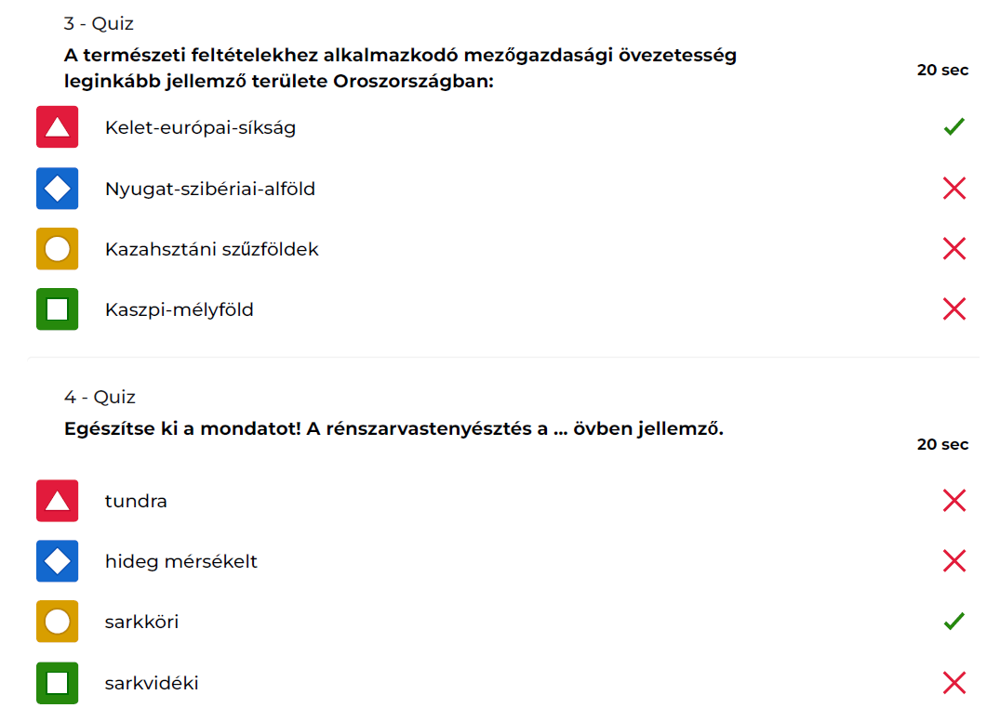 3 - Quiz
A természeti feltételekhez alkalmazkodó mezőgazdasági övezetesség
leginkább jellemző területe Oroszországban:
20 sec
Kelet-európai-síkság
Nyugat-szibériai-alföld
Kazahsztáni szűzföldek
Kaszpi-mélyföld
4 - Quiz
Egészítse ki a mondatot! A rénszarvastenyésztés a ... övben jellemző.
20 sec
tundra
hideg mérsékelt
sarkköri
sarkvidéki